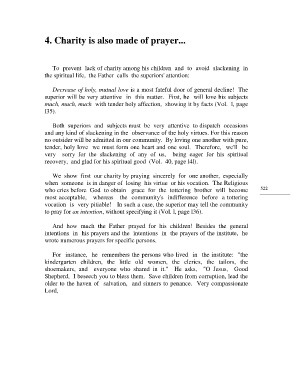 4. Charity is also made of prayer...
To prevent lack of charity among his children and to avoid slackening in
the spiritual life, the Father calls the superiors' attention:
Decrease of holy, mutual love is a most fateful door of general decline! The
superior will be very attentive in this matter. First, he will love his subjects
much, much, much with tender holy affection, showing it by facts (Vol. 1, page
135).
Both superiors and subjects must be very attentive to dispatch occasions
and any kind of slackening in the observance of the holy virtues. For this reason
no outsider will be admitted in our community. By loving one another with pure,
tender, holy love we must form one heart and one soul. Therefore, we'll be
very sorry for the slackening of any of us, being eager for his spiritual
recovery, and glad for his spiritual good (Vol. 40, page 141).
We show first our charity by praying sincerely for one another, especially
when someone is in danger of losing his virtue or his vocation. The Religious
who cries before God to obtain grace for the tottering brother will become
most acceptable, whereas the community's indifference before a tottering
vocation is very pitiable! In such a case, the superior may tell the community
to pray for an intention, without specifying it (Vol. 1, page 136).
522
And how much the Father prayed for his children! Besides the general
intentions in his prayers and the intentions in the prayers of the institute, he
wrote numerous prayers for specific persons.
For instance, he remembers the persons who lived in the institute: "the
kindergarten children, the little old women, the clerics, the tailors, the
shoemakers, and everyone who shared in it." He asks, "O Jesus, Good
Shepherd, I beseech you to bless them. Save children from corruption, lead the
older to the haven of salvation, and sinners to penance. Very compassionate
Lord,